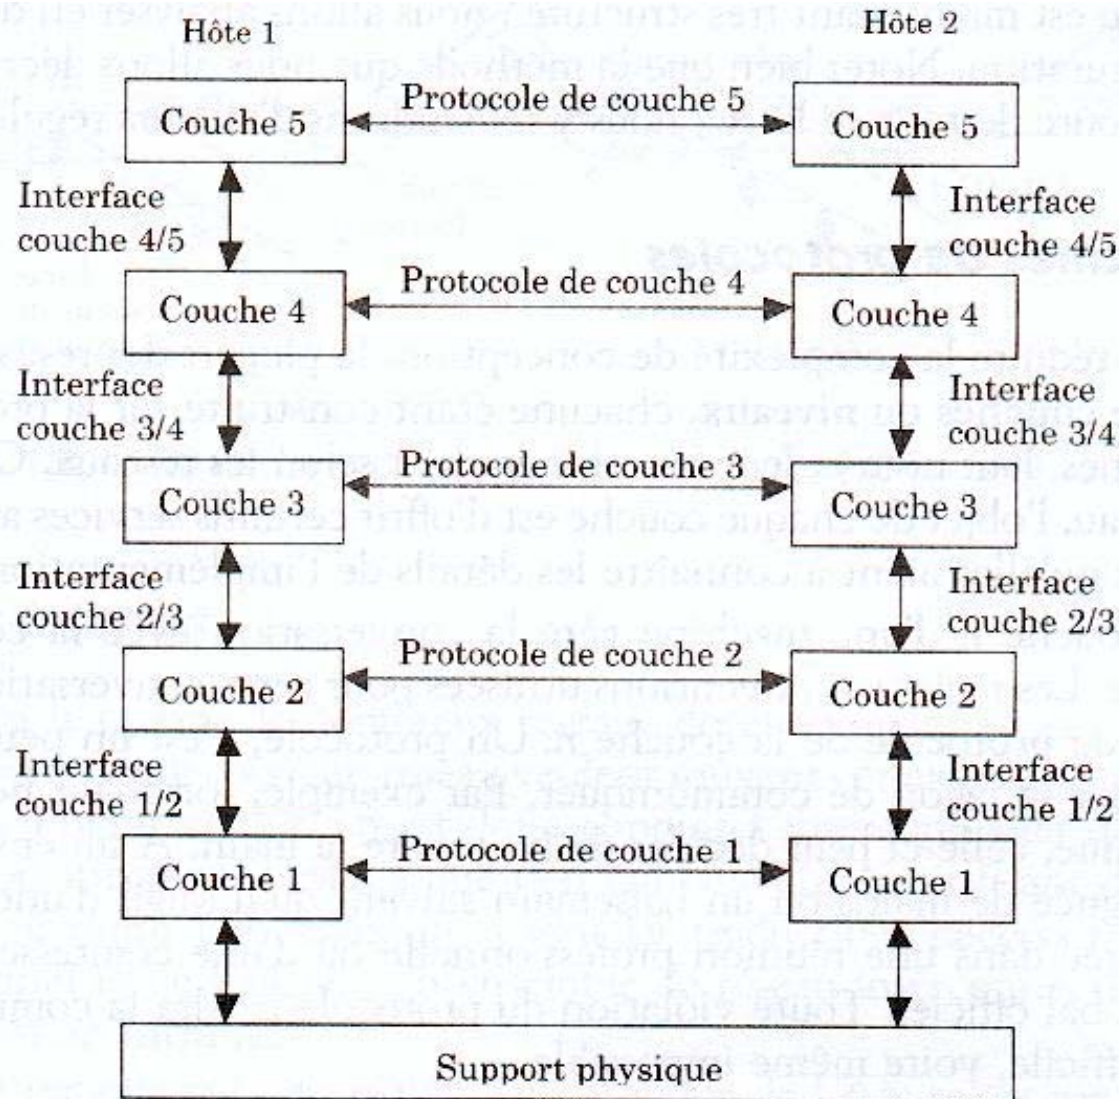 Hôte 1
Hôte 2
Couche 5
Protocole de couche 5
Couche 5
Interface
couche 4/5
Interface
couche 4/5
Couche 4
Protocole de couche 4
Couche 4
Interface
couche 3/4
Interface
couche 3/4
Couche 3
Protocole de couche 3
Couche 3
Interface
couche 2/3
Interface
couche 2/3
Couche 2
Protocole de couche 2
Couche 2
Interface
couche 1/2
Interface
couche 1/2
Couche 1
Protocole de couche 1
Couche 1
Support physique